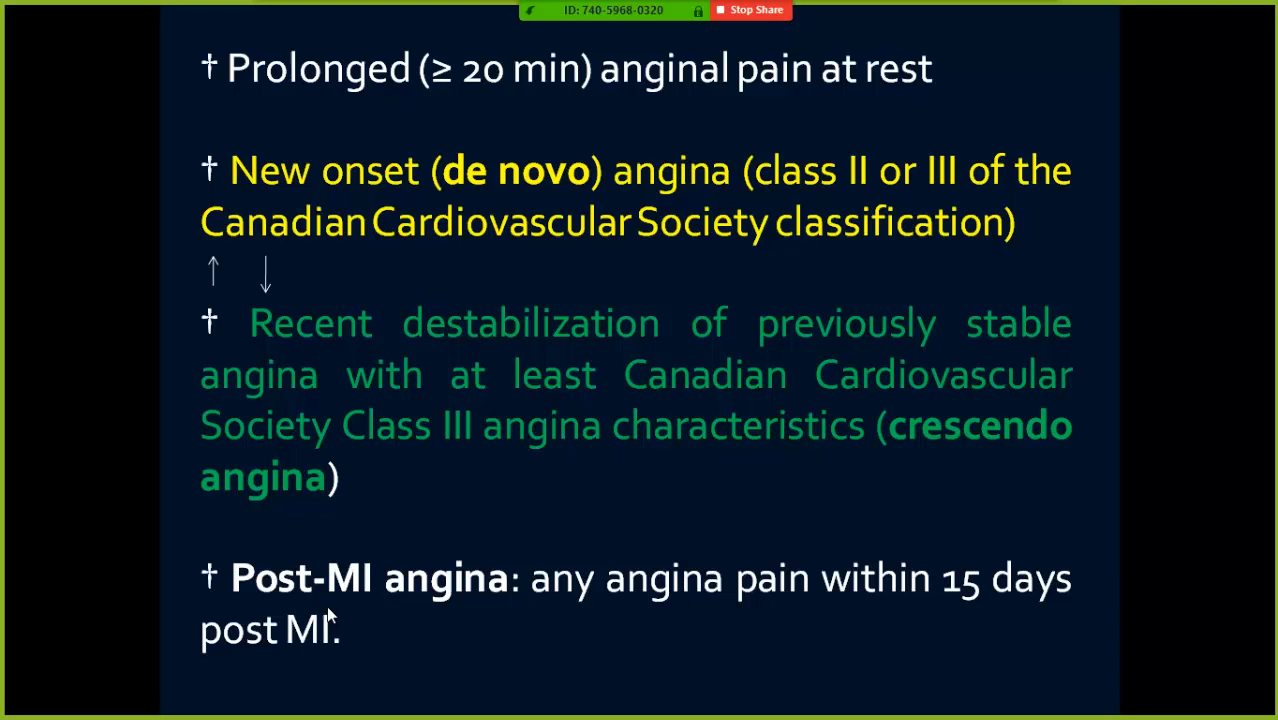 ID: 740-5968-0320 Stop Share
† Prolonged (≥ 20 min) anginal pain at rest
† New onset (de novo) angina (class II or III of the
Canadian Cardiovascular Society classification)
↑ ↓
† Recent destabilization of previously stable
angina with at least Canadian Cardiovascular
Society Class III angina characteristics (crescendo
angina)
† Post-MI angina: any angina pain within 15 days
post MI.